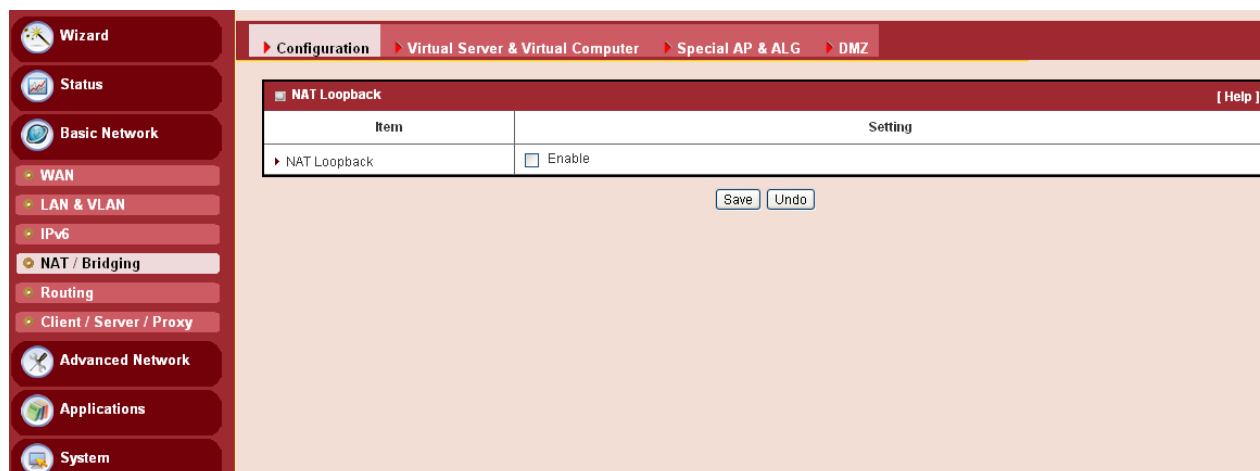 Wizard
Status
Basic Network
WAN
LAN & VLAN
IPv6
NAT / Bridging
Routing
Client / Server / Proxy
Advanced Network
Applications
System
Configuration
Virtual Server & Virtual Computer
Special AP & ALG
DMZ
NAT Loopback
[ Help ]
Item
Setting
NAT Loopback
Enable
Save
Undo